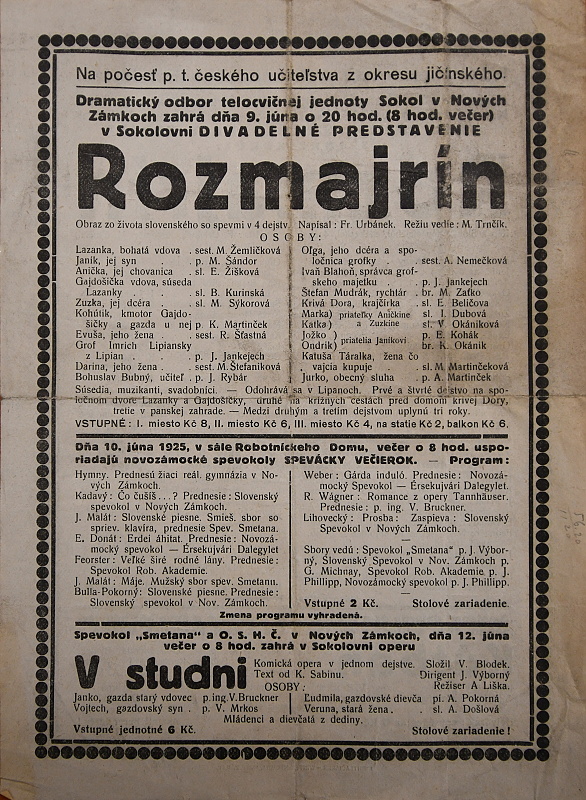 Na počesť p. t. českého učiteľstva z okresu jičínského.
Dramatický odbor telocvičnej jednoty Sokol v Nových
Zámkoch zahrá dňa 9. júna o 20 hod. (8 hod. večer)
v Sokolovni DIVADELNÉ PREDSTAVENIE
Rozmajrín
Obraz zo života slovenského so spevmi v 4 dejstv. Napísal : Fr. Urbánek. Režiu vedie : M. Trnčík.
OSOBY:
Lazanka, bohatá vdova . sest. M. Žemličková
Janík, jej syn . p. M. Šándor
Anička, jej chovanica . sl. E. Žišková
Gajdošička vdova, súseda
Lazanky . . . sl. B. Kurinská
Zuzka, jej dcéra . . sl. M. Sýkorová
Kohútik, kmotor Gajdo-
šičky a gazda u nej p. K. Martinček
Evuša, jeho žena . . sest. R. Šťastná
Grof Imrich Lipiansky
z Lipian . . . p. J. Jankejech
Darina, jeho žena . sest. M. Štefaniková
Bohuslav Bubný, učiteľ . p. J. Rybár
Oľga, jeho dcéra a spo-
ločnica grofky . . sest. A. Nemečková
Ivaň Blahoň, správca grof-
ského majeľku . . p. J. Jankejech
Štefan Mudrák, rychtár . br. M. Zaťko
Krivá Dora, krajčírka . sl. E. Beličova
Marka) priateľky Aničkine sl. I. Dubová
Katka) a Zuzkine sl. V Okániková
Jožko ) priatelia Janíkovi p. E. Kohák
Ondrik) br. K. Okánik
Katuša Táralka, žena čo
vajcia kupuje . . sl. M. Martinčeková
Jurko, obecný sluha . p. A. Martinček
Súsedia, muzikanti, svadobníci. — Odohráva sa v Lipanoch. Prvé a štvrté dejstvo na spo-
ločnom dvore Lazanky a Gajdošičky, druhé na križných cestách pred domom krivej Dory,
tretie v panskej zahrade. — Medzi druhým a tretím dejstvom uplynú tri roky.
VSTUPNÉ : I. miesto Kč 8, II. miesto Kč 6, III. miesto Kč 4, na statie Kč 2, balkon Kč 6.
Dňa 10. júna 1925, v sále Robotníckeho Domu, večer o 8 hod. uspo-
riadajú novozámocké spevokoly SPEVÁCKY VEČIEROK. — Program :
Hymny. Prednesú žiaci reál. gymnázia v No-
vých Zámkoch.
Kadavý : Čo čušíš...? Prednesie : Slovenský
spevokol v Nových Zámkoch.
J. Malát : Slovenské piesne. Smieš. sbor so
spriev. klavíra, prednesie Spev. Smetana.
E. Donát : Erdei áhitat. Prednesie : Novozá-
mocký spevokol — Érsekujvári Dalegylet
Feorster : Veľké širé rodné lány. Prednesie :
Spevokol Rob. Akademie.
J. Malát : Máje. Mužský sbor spev. Smetanu.
Bulla-Pokorný : Slovenské piesne. Prednesie :
Slovenský spevokol v Nov. Zámkoch.
Weber : Gárda induló. Prednesie : Novozá-
mocký Spevokol — Érsekujvári Dalegylet.
R. Wágner : Romance z opery Tannhäuser.
Prednesie : p. ing. V. Bruckner.
Lihovecký : Prosba : Zaspieva : Slovenský
Spevokol v Nových Zámkoch.
Sbory vedú : Spevokol „Smetana“ p. J. Výbor-
ný, Slovenský Spevokol v Nov. Zámkoch p.
G. Michnay, Spevokol Rob. Akademie p. J.
Phillipp, Novozámocký spevokol p. J. Phillipp.
Vstupné 2 Kč. Stolové zariadenie.
Zmena programu vyhradená.
Spevokol „Smetana“ a O. S. H. Č. v Nových Zámkoch, dňa 12. júna
večer o 8 hod. zahrá v Sokolovni operu
V studni
Komická opera v jednom dejstve. Složil V. Blodek.
Text od K. Sabinu. Dirigent J. Výborný
Režiser A Liška.
OSOBY :
Janko, gazda starý vdovec p.ing.V.Bruckner
Vojtech, gazdovský syn . p. V. Mrkos
Ľudmila, gazdovské dievča pí. A. Pokorná
Veruna, stará žena . . sl. A. Došlová
Mládenci a dievčatá z dediny.
Vstupné jednotné 6 Kč. Stolové zariadenie !